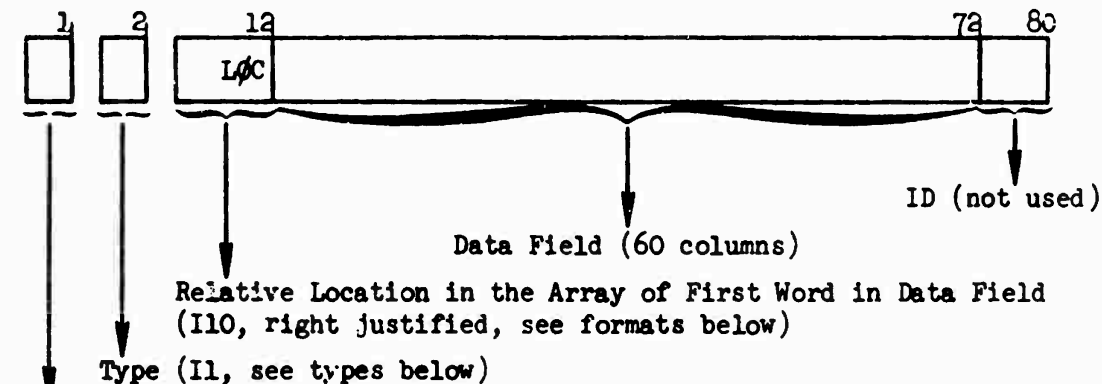 1 2 12 72 80
LØC
ID (not used)
Data Field (60 columns)
Relative Location in the Array of First Word in Data Field
(I10, right justified, see formats below)
Type (I1, see types below)